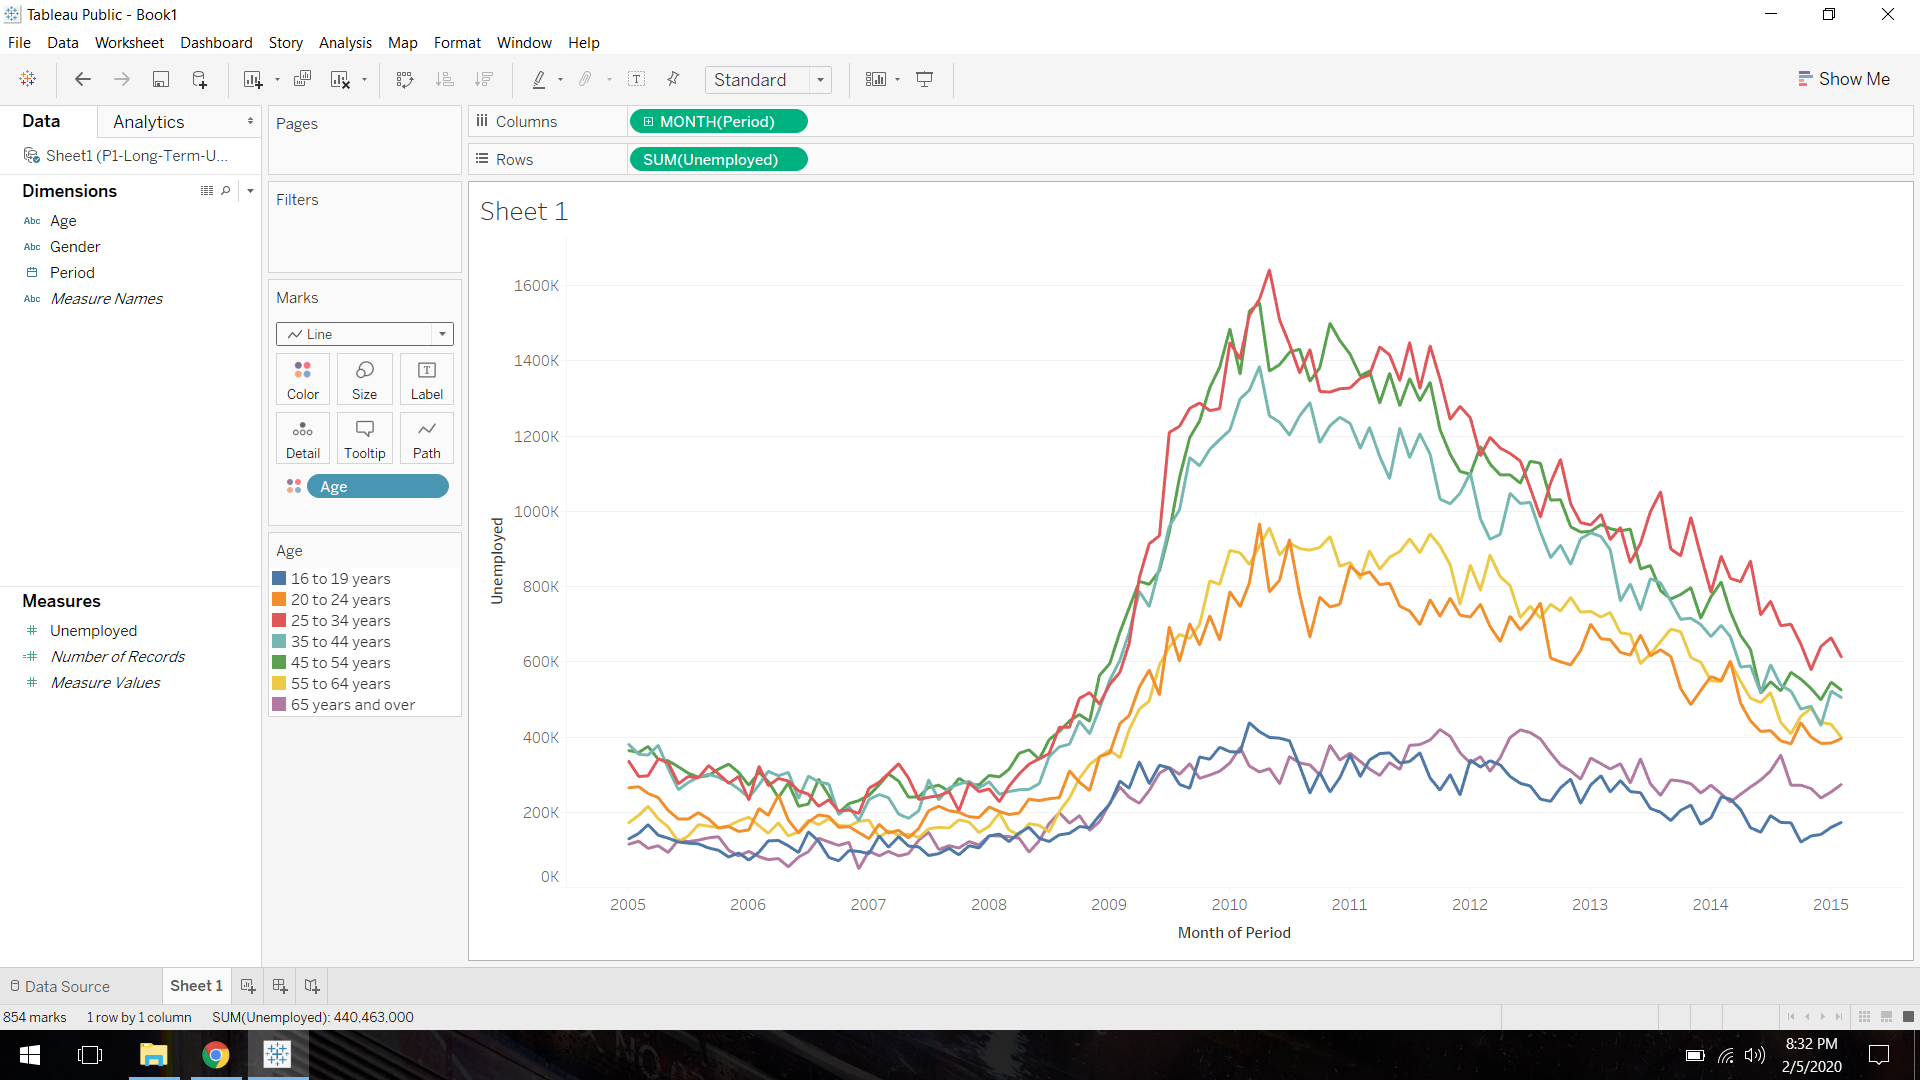 Tableau Public - Book1
File Data Worksheet Dashboard Story Analysis Map Format Window Help
Standard
Show Me
Data Analytics
Sheet1 (P1-Long-Term-U...
Dimensions
Abc Age
Abc Gender
Period
Abc Measure Names
Measures
Unemployed
Number of Records
Measure Values
Pages
Filters
Marks
Line
Color Size Label
Detail Tooltip Path
Age
Age
16 to 19 years
20 to 24 years
25 to 34 years
35 to 44 years
45 to 54 years
55 to 64 years
65 years and over
Columns MONTH(Period)
Rows SUM(Unemployed)
Sheet 1
Unemployed
1600K
1400K
1200K
1000K
800K
600K
400K
200K
0K
2005 2006 2007 2008 2009 2010 2011 2012 2013 2014 2015
Month of Period
Data Source Sheet 1
854 marks 1 row by 1 column SUM(Unemployed): 440,463,000
8:32 PM
2/5/2020